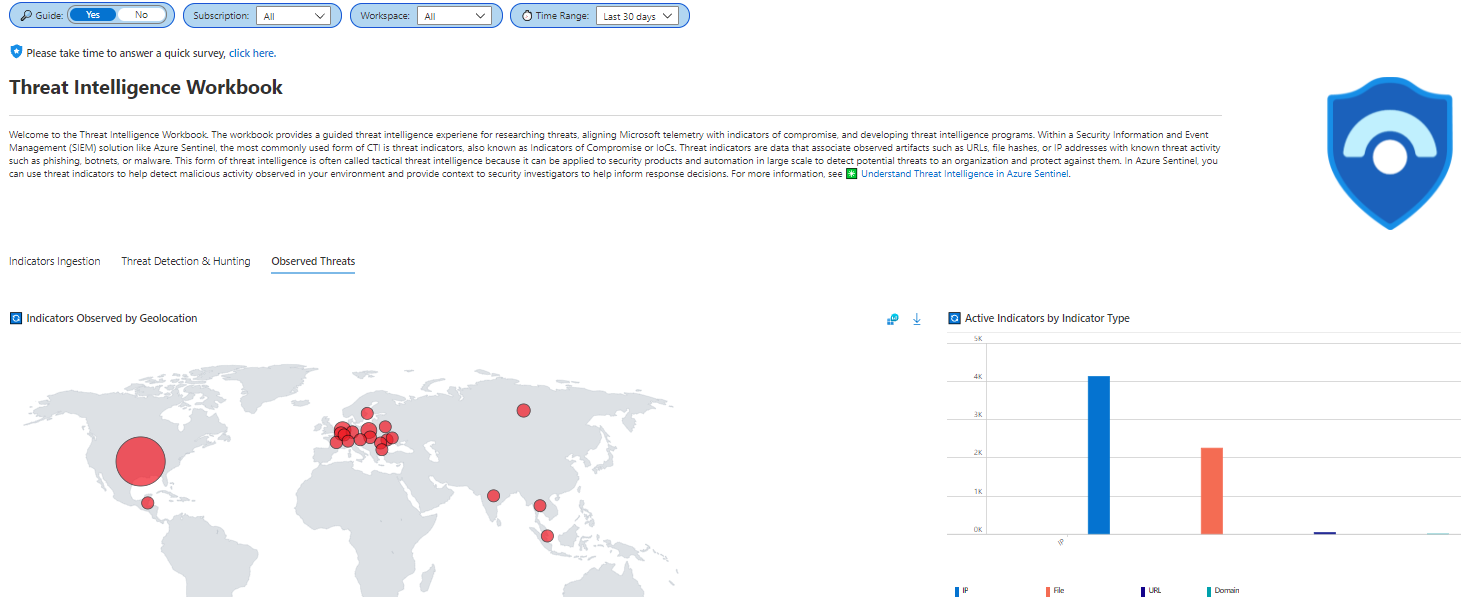 Guide: Yes No Subscription: All Workspace: All Time Range: Last 30 days
Please take time to answer a quick survey, click here.
Threat Intelligence Workbook
Welcome to the Threat Intelligence Workbook. The workbook provides a guided threat intelligence experiene for researching threats, aligning Microsoft telemetry with indicators of compromise, and developing threat intelligence programs. Within a Security Information and Event
Management (SIEM) solution like Azure Sentinel, the most commonly used form of CTI is threat indicators, also known as Indicators of Compromise or IoCs. Threat indicators are data that associate observed artifacts such as URLs, file hashes, or IP addresses with known threat activity
such as phishing, botnets, or malware. This form of threat intelligence is often called tactical threat intelligence because it can be applied to security products and automation in large scale to detect potential threats to an organization and protect against them. In Azure Sentinel, you
can use threat indicators to help detect malicious activity observed in your environment and provide context to security investigators to help inform response decisions. For more information, see Understand Threat Intelligence in Azure Sentinel.
Indicators Ingestion Threat Detection & Hunting Observed Threats
Indicators Observed by Geolocation
Active Indicators by Indicator Type
5K
4K
3K
2K
1K
0K
IP
IP File URL Domain